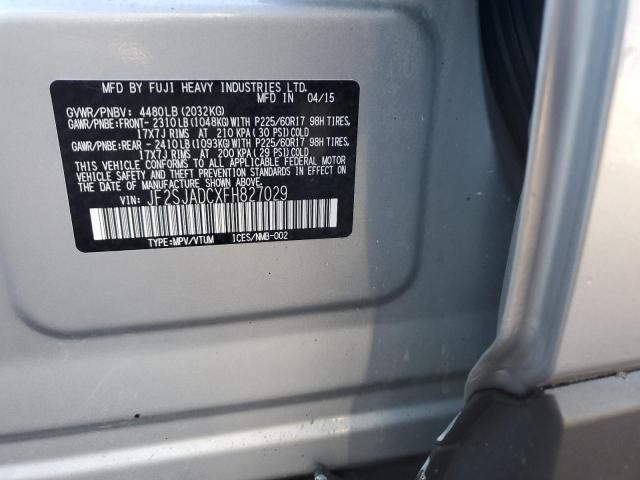 MFD BY FUJI HEAVY INDUSTRIES LTD.
MFD IN 04/15
GVWR/PNBV: 4480LB (2032KG)
GAWR/PNBE:FRONT- 2310LB (1048KG)WITH P225/60R17 98H TIRES,
17X7J RIMS AT 210 KPA( 30 PSI)COLD
GAWR/PNBE:REAR - 2410LB (1093KG)WITH P225/60R17 98H TIRES,
17X7J RIMS AT 200 KPA( 29 PSI)COLD
THIS VEHICLE CONFORMS TO ALL APPLICABLE FEDERAL MOTOR
VEHICLE SAFETY AND THEFT PREVENTION STANDARDS IN EFFECT
ON THE DATE OF MANUFACTURE SHOWN ABOVE.
VIN: JF2SJADCXFH827029
TYPE:MPV/VTUM ICES/NMB-002